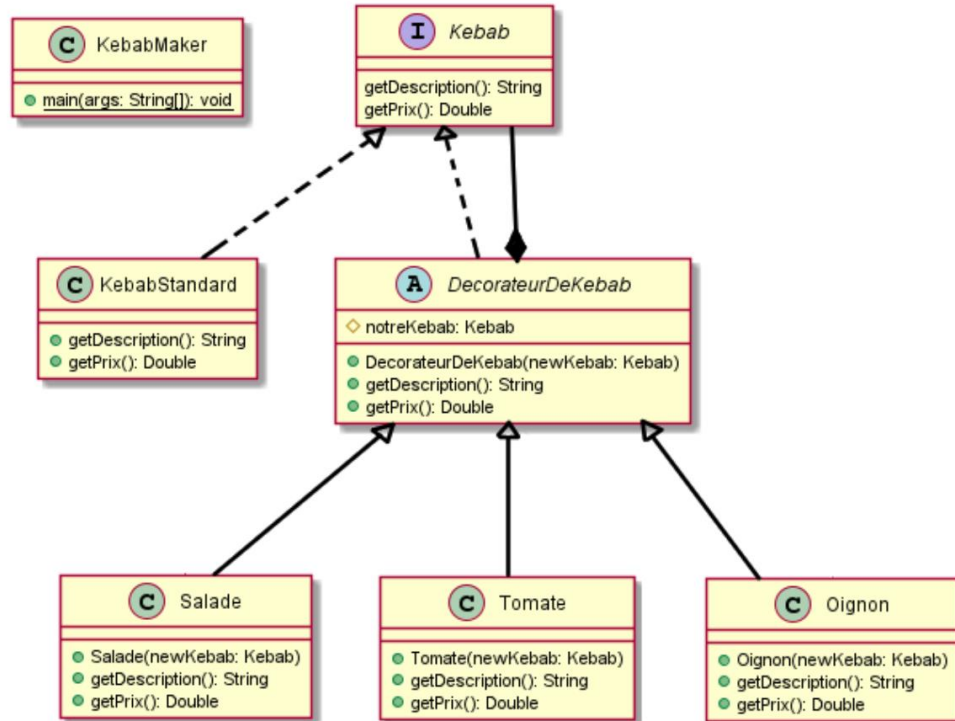 C KebabMaker
main(args: String[]): void
I Kebab
getDescription(): String
getPrix(): Double
C KebabStandard
getDescription(): String
getPrix(): Double
A DecorateurDeKebab
notreKebab: Kebab
DecorateurDeKebab(newKebab: Kebab)
getDescription(): String
getPrix(): Double
C Salade
Salade(newKebab: Kebab)
getDescription(): String
getPrix(): Double
C Tomate
Tomate(newKebab: Kebab)
getDescription(): String
getPrix(): Double
C Oignon
Oignon(newKebab: Kebab)
getDescription(): String
getPrix(): Double